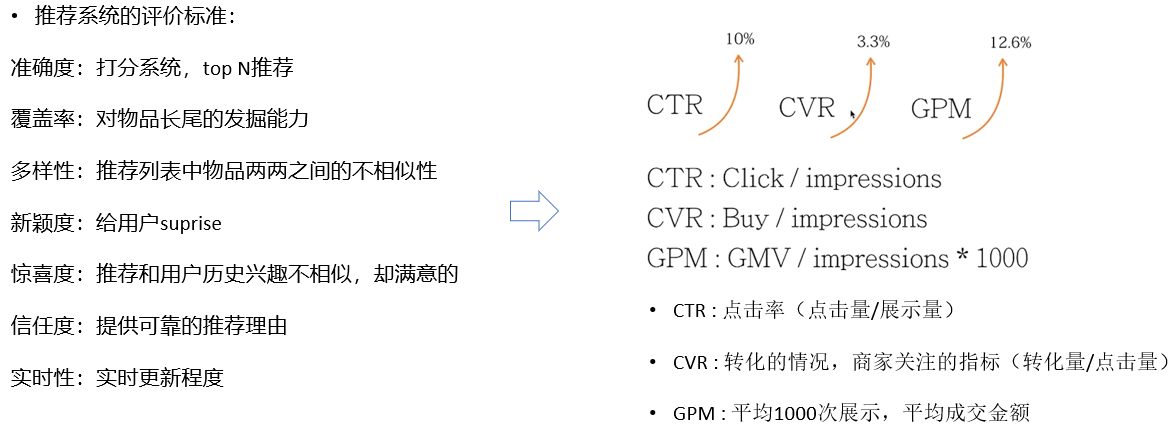 • 推荐系统的评价标准：
准确度：打分系统，top N推荐
覆盖率：对物品长尾的发掘能力
多样性：推荐列表中物品两两之间的不相似性
新颖度：给用户suprise
惊喜度：推荐和用户历史兴趣不相似，却满意的
信任度：提供可靠的推荐理由
实时性：实时更新程度
10% 3.3% 12.6%
CTR CVR GPM
CTR : Click / impressions
CVR : Buy / impressions
GPM : GMV / impressions * 1000
• CTR : 点击率（点击量/展示量）
• CVR : 转化的情况，商家关注的指标（转化量/点击量）
• GPM : 平均1000次展示，平均成交金额